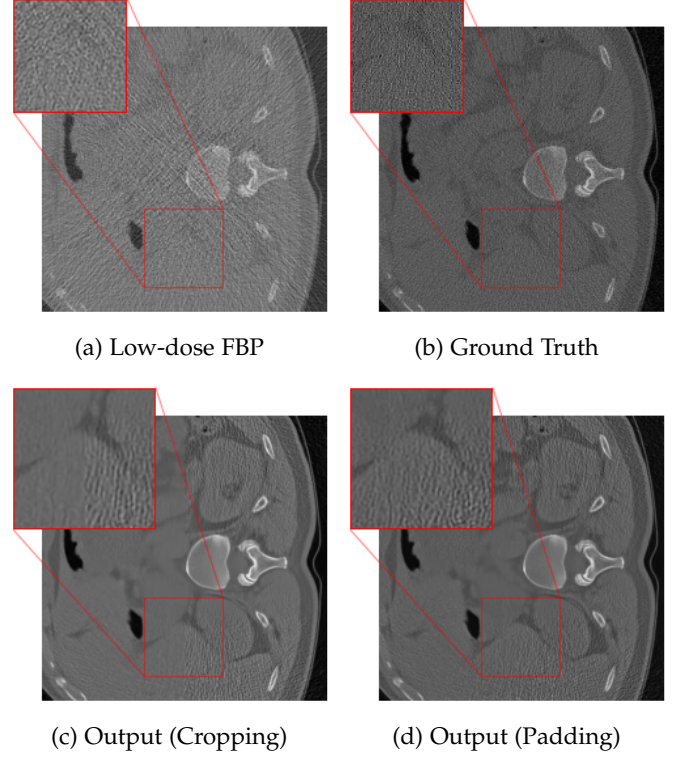 (a) Low-dose FBP
(b) Ground Truth
(c) Output (Cropping)
(d) Output (Padding)